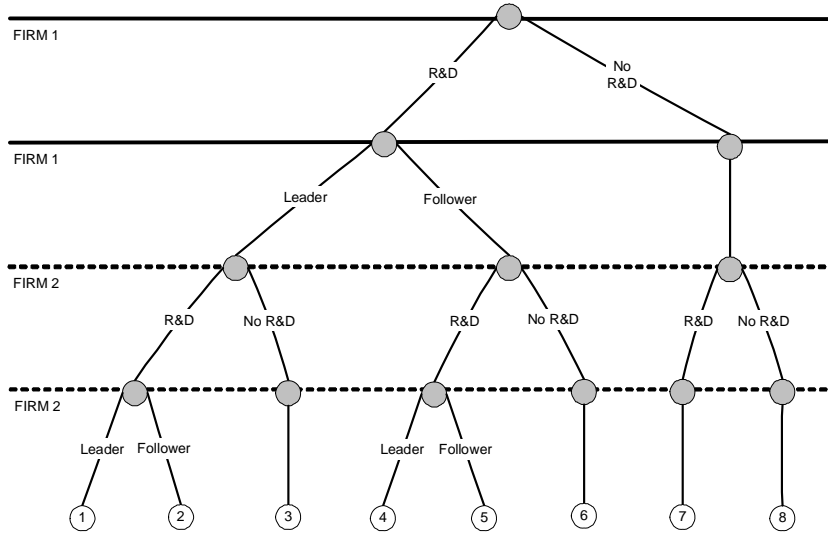 FIRM 1
R&D
No
R&D
FIRM 1
Leader
Follower
FIRM 2
R&D
No R&D
R&D
No R&D
R&D
No R&D
FIRM 2
Leader
Follower
Leader
Follower
1
2
3
4
5
6
7
8